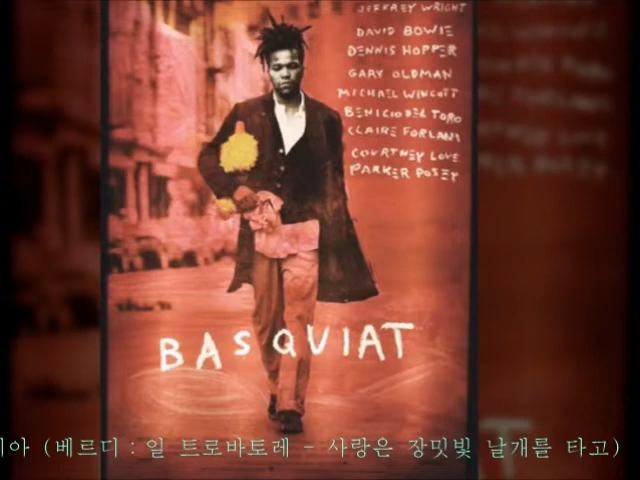 JEFFREY WRIGHT
DAVID BOWIE
DENNIS HOPPER
GARY OLDMAN
MICHAEL WINCOTT
BENICIO DEL TORO
CLAIRE FORLANI
COURTNEY LOVE
PARKER POSEY
BASQUIAT
아 (베르디 : 일 트로바토레 - 사랑은 장밋빛 날개를 타고)